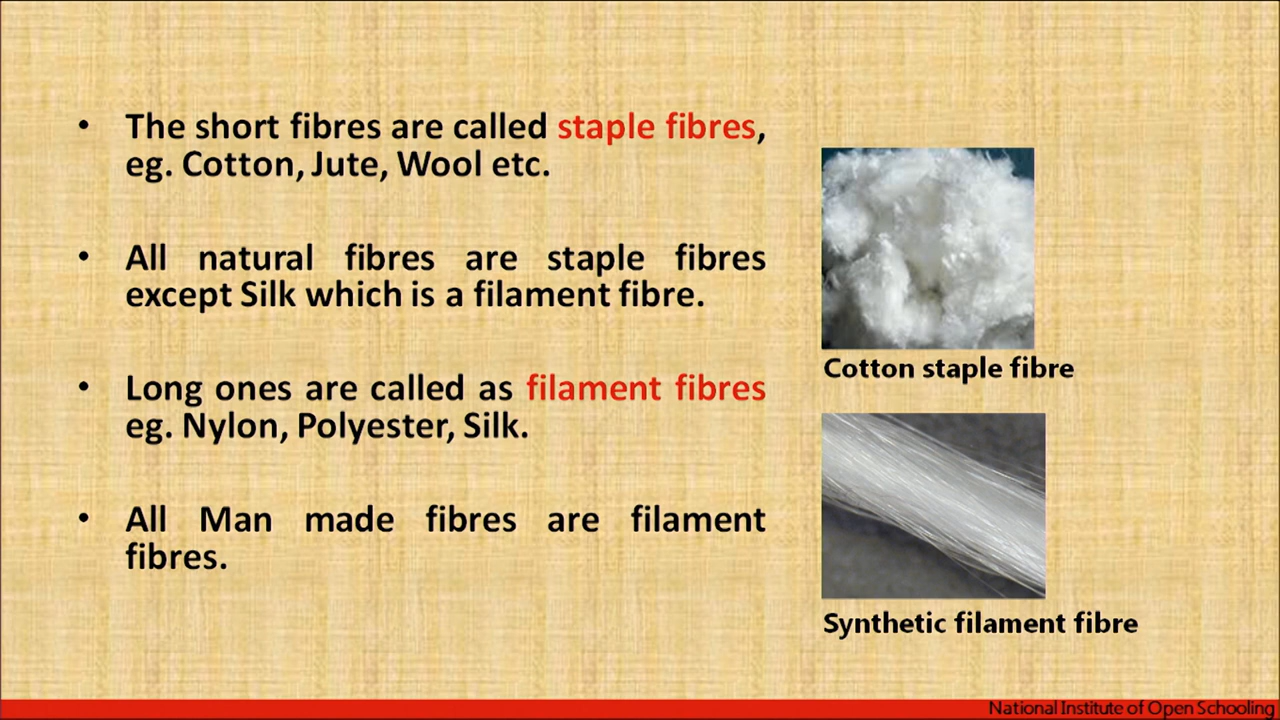 • The short fibres are called staple fibres,
eg. Cotton, Jute, Wool etc.
• All natural fibres are staple fibres
except Silk which is a filament fibre.
• Long ones are called as filament fibres
eg. Nylon, Polyester, Silk.
• All Man made fibres are filament
fibres.
Cotton staple fibre
Synthetic filament fibre
National Institute of Open Schooling